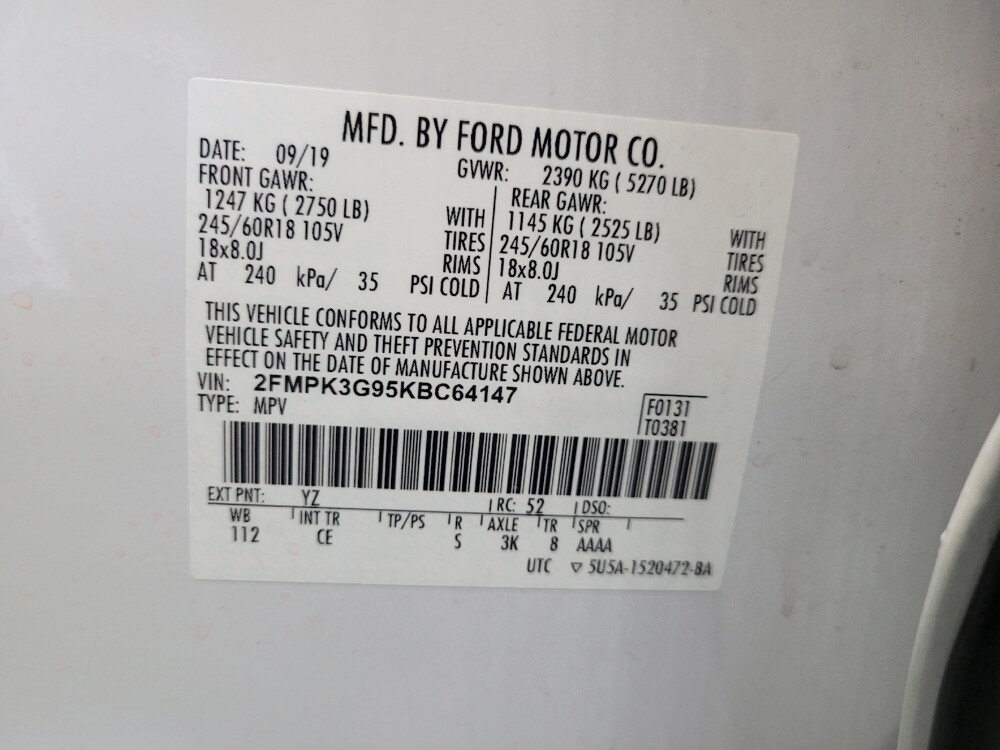 MFD. BY FORD MOTOR CO.
DATE: 09/19 GVWR: 2390 KG ( 5270 LB)
FRONT GAWR: REAR GAWR:
1247 KG ( 2750 LB) WITH 1145 KG ( 2525 LB) WITH
245/60R18 105V TIRES 245/60R18 105V TIRES
18x8.0J RIMS 18x8.0J RIMS
AT 240 kPa/ 35 PSI COLD AT 240 kPa/ 35 PSI COLD
THIS VEHICLE CONFORMS TO ALL APPLICABLE FEDERAL MOTOR
VEHICLE SAFETY AND THEFT PREVENTION STANDARDS IN
EFFECT ON THE DATE OF MANUFACTURE SHOWN ABOVE.
VIN: 2FMPK3G95KBC64147
TYPE: MPV
F0131
T0381
EXT PNT: YZ RC: 52 DSO:
WB INT TR TP/PS R AXLE TR SPR
112 CE S 3K 8 AAAA
UTC ▽ 5U5A-1520472-BA